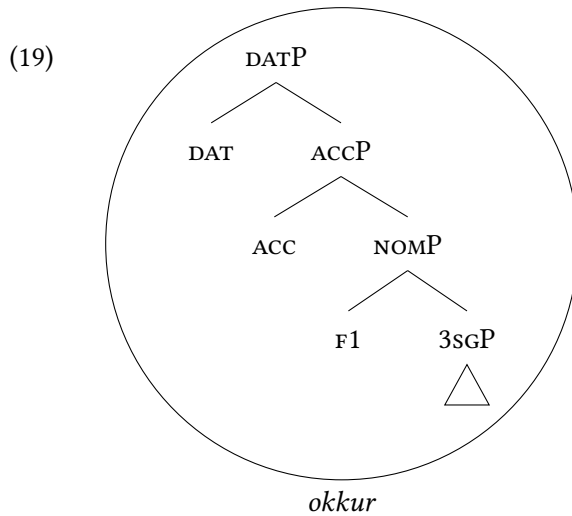 (19)
DATP
DAT ACCP
ACC NOMP
F1 3SGP
okkur